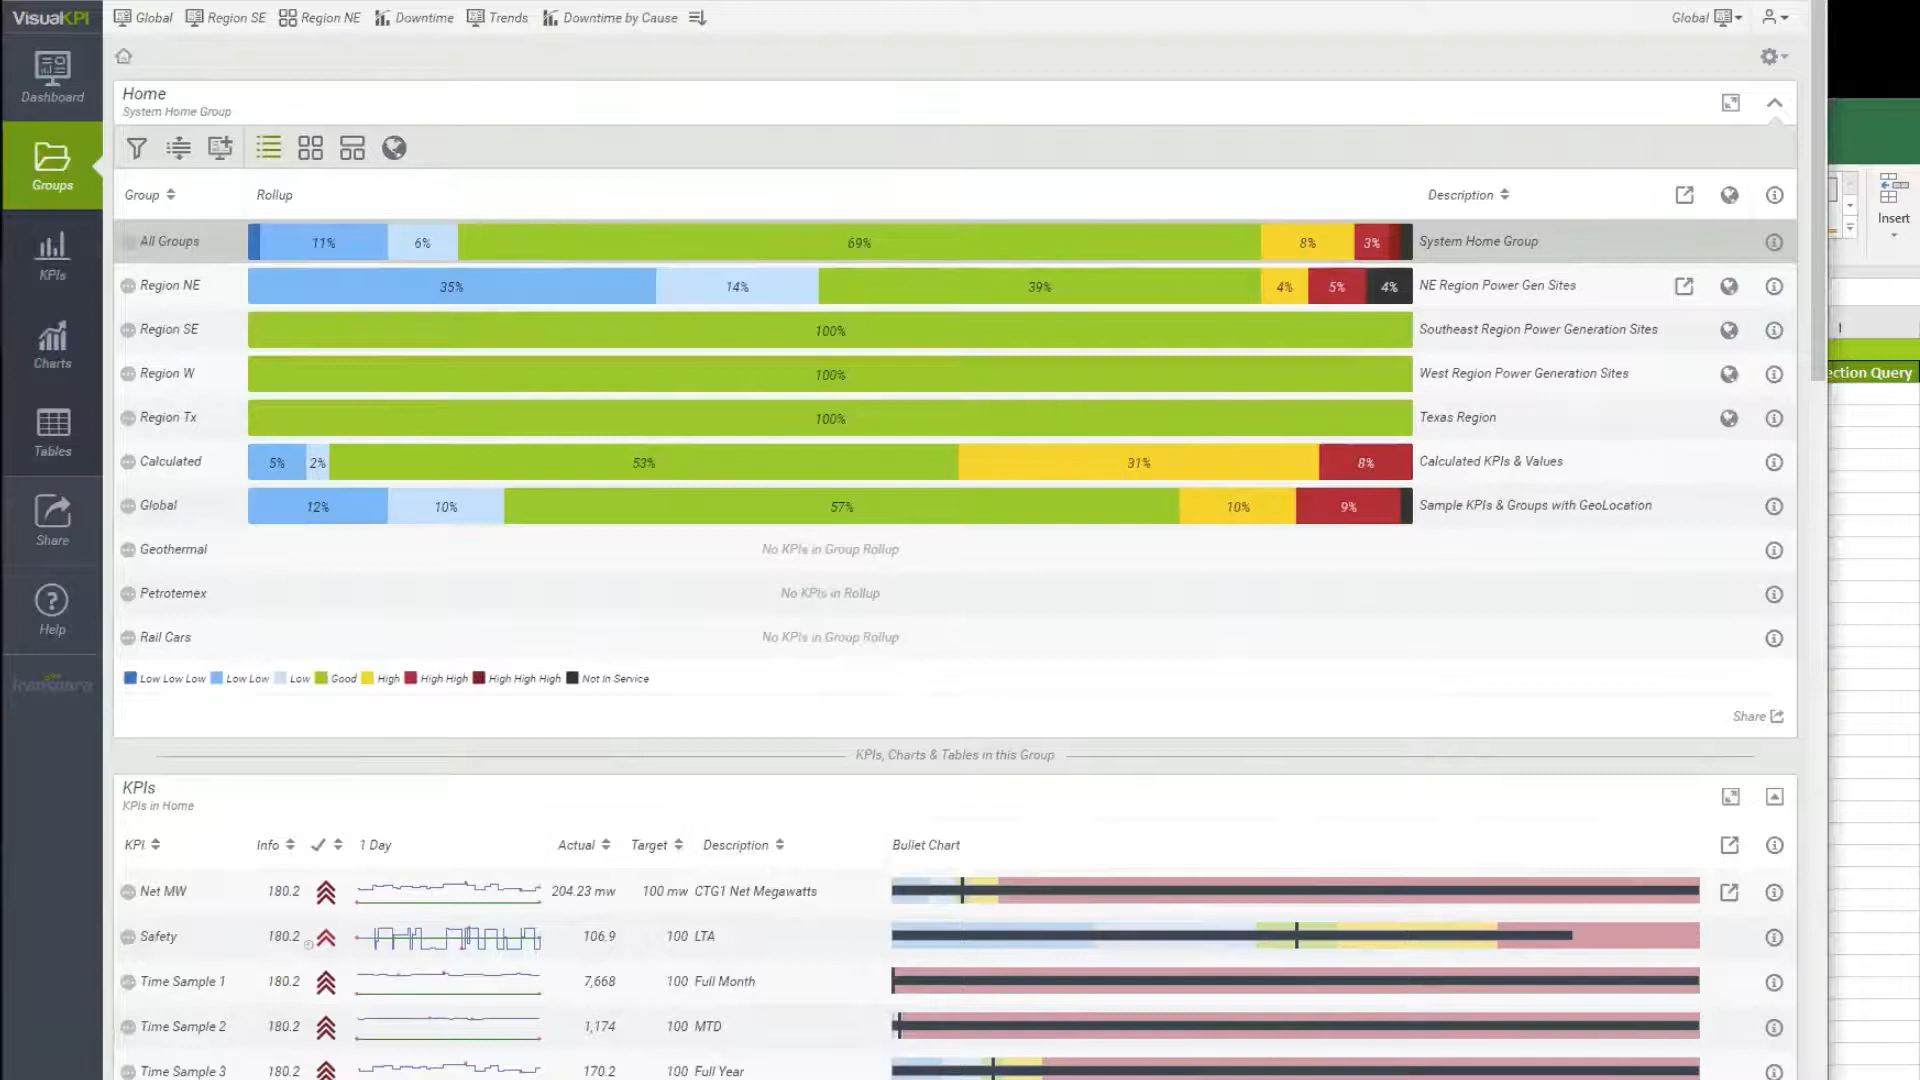 VisualKPI
Global Region SE Region NE Downtime Trends Downtime by Cause
Global
Dashboard
Groups
KPIs
Charts
Tables
Share
Help
transpara
Home
System Home Group
Group Rollup Description
All Groups 11% 6% 69% 8% 3% System Home Group
Region NE 35% 14% 39% 4% 5% 4% NE Region Power Gen Sites
Region SE 100% Southeast Region Power Generation Sites
Region W 100% West Region Power Generation Sites
Region Tx 100% Texas Region
Calculated 5% 2% 53% 31% 8% Calculated KPIs & Values
Global 12% 10% 57% 10% 9% Sample KPIs & Groups with GeoLocation
Geothermal No KPIs in Group Rollup
Petrotemex No KPIs in Rollup
Rail Cars No KPIs in Group Rollup
Low Low Low Low Low Low Good High High High High High High Not In Service
Share
KPIs, Charts & Tables in this Group
KPIs
KPIs in Home
KPI Info 1 Day Actual Target Description Bullet Chart
Net MW 180.2 204.23 mw 100 mw CTG1 Net Megawatts
Safety 180.2 106.9 100 LTA
Time Sample 1 180.2 7,668 100 Full Month
Time Sample 2 180.2 1,174 100 MTD
Time Sample 3 180.2 170.2 100 Full Year
Insert
ection Query